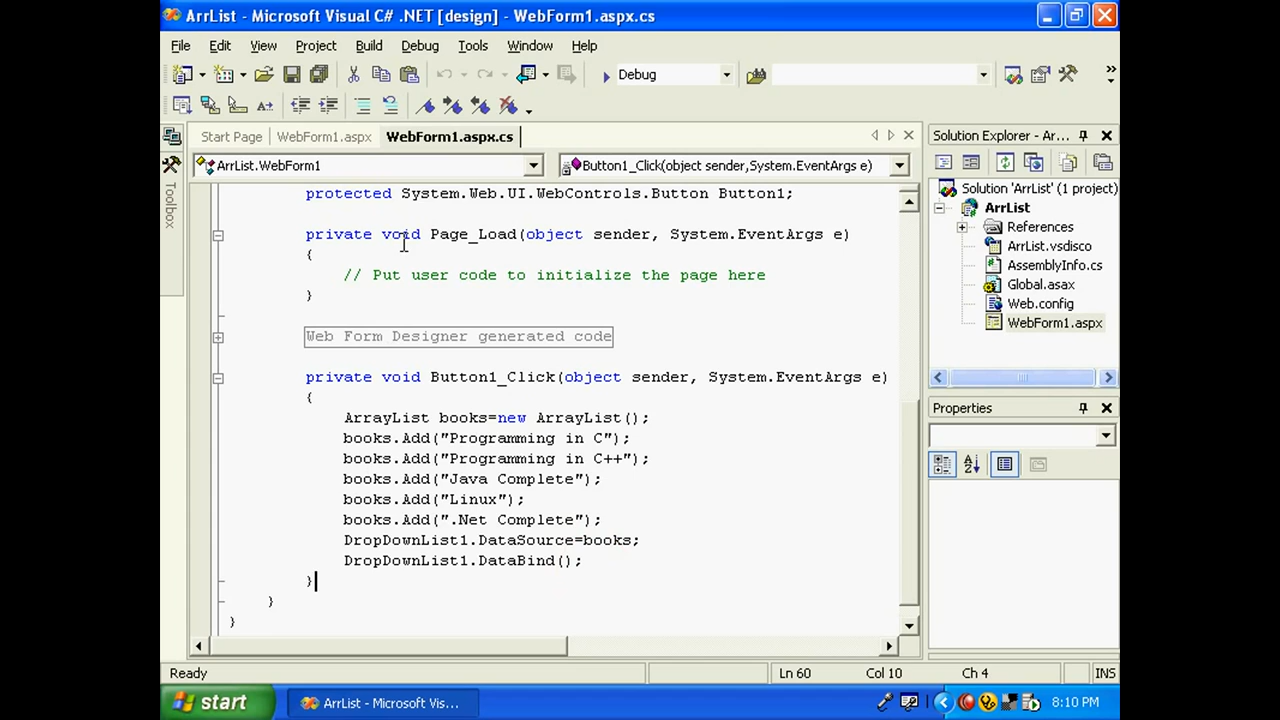 ArrList - Microsoft Visual C# .NET [design] - WebForm1.aspx.cs
File Edit View Project Build Debug Tools Window Help
Debug
Start Page WebForm1.aspx WebForm1.aspx.cs
Solution Explorer - Ar...
ArrList.WebForm1
Button1_Click(object sender,System.EventArgs e)
Toolbox
protected System.Web.UI.WebControls.Button Button1;
private void Page_Load(object sender, System.EventArgs e)
{
// Put user code to initialize the page here
}
Web Form Designer generated code
private void Button1_Click(object sender, System.EventArgs e)
{
ArrayList books=new ArrayList();
books.Add("Programming in C");
books.Add("Programming in C++");
books.Add("Java Complete");
books.Add("Linux");
books.Add(".Net Complete");
DropDownList1.DataSource=books;
DropDownList1.DataBind();
}
}
}
Solution 'ArrList' (1 project)
ArrList
References
ArrList.vsdisco
AssemblyInfo.cs
Global.asax
Web.config
WebForm1.aspx
Properties
Ready
Ln 60 Col 10 Ch 4 INS
start
ArrList - Microsoft Vis...
8:10 PM